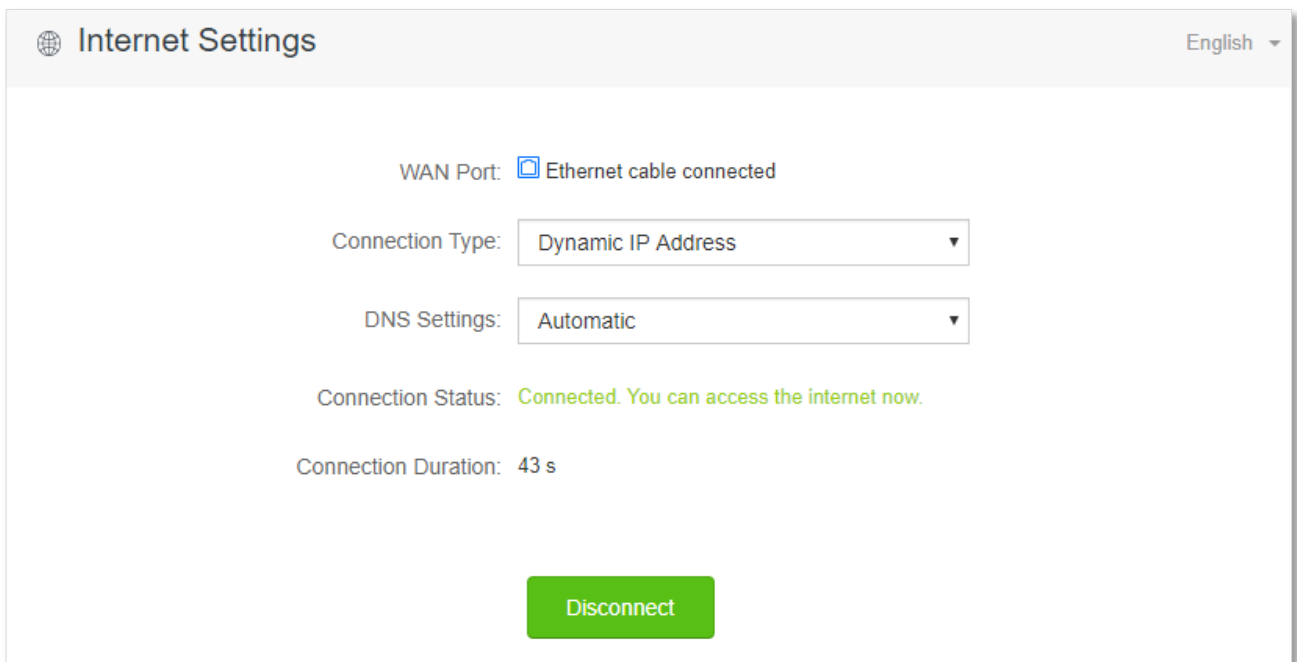 Internet Settings
English
WAN Port: Ethernet cable connected
Connection Type: Dynamic IP Address
DNS Settings: Automatic
Connection Status: Connected. You can access the internet now.
Connection Duration: 43 s
Disconnect